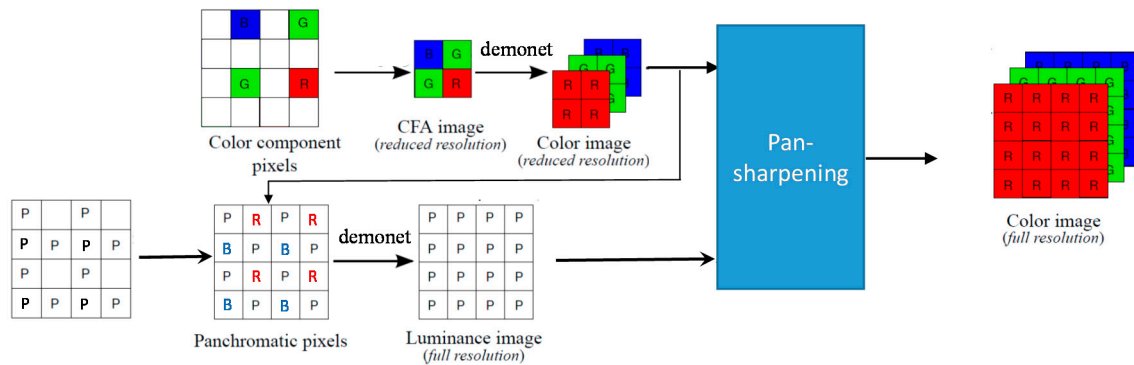 B G
G R
Color component
pixels
B G
G R
CFA image
(reduced resolution)
demonet
B B
G G
G
R R
R R
Color image
(reduced resolution)
Pan-
sharpening
B B B B
G G G G
R R R R
R R R R
R R R R
R R R R
Color image
(full resolution)
P P
P P P P
P P
P P P P
P R P R
B P B P
P R P R
B P B P
Panchromatic pixels
demonet
P P P P
P P P P
P P P P
P P P P
Luminance image
(full resolution)